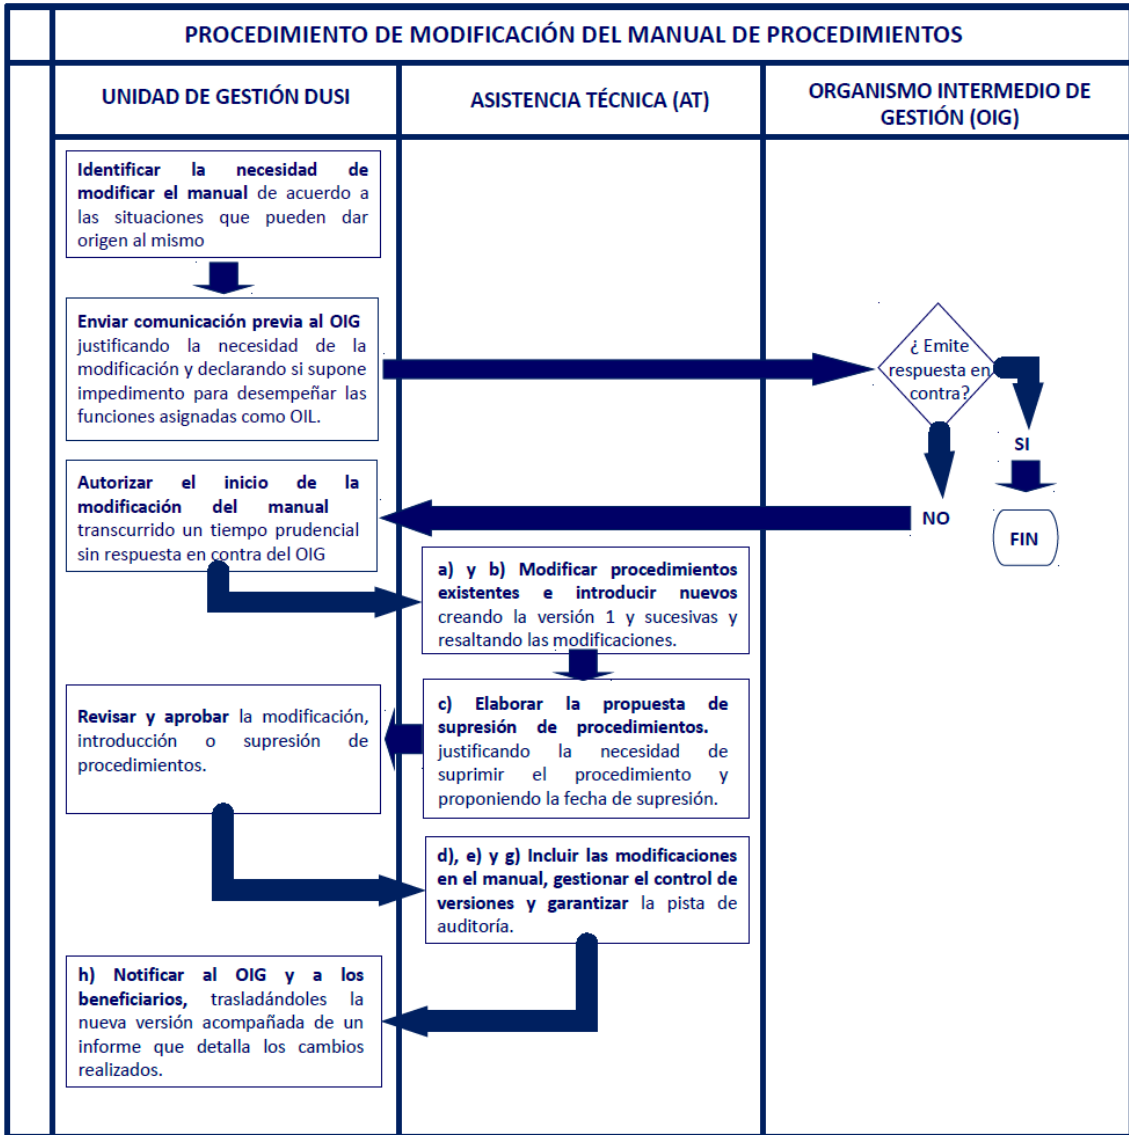 PROCEDIMIENTO DE MODIFICACIÓN DEL MANUAL DE PROCEDIMIENTOS
UNIDAD DE GESTIÓN DUSI
ASISTENCIA TÉCNICA (AT)
ORGANISMO INTERMEDIO DE
GESTIÓN (OIG)
Identificar la necesidad de
modificar el manual de acuerdo a
las situaciones que pueden dar
origen al mismo
Enviar comunicación previa al OIG
justificando la necesidad de la
modificación y declarando si supone
impedimento para desempeñar las
funciones asignadas como OIL.
¿ Emite
respuesta en
contra?
SI
NO
FIN
Autorizar el inicio de la
modificación del manual
transcurrido un tiempo prudencial
sin respuesta en contra del OIG
a) y b) Modificar procedimientos
existentes e introducir nuevos
creando la versión 1 y sucesivas y
resaltando las modificaciones.
c) Elaborar la propuesta de
supresión de procedimientos.
justificando la necesidad de
suprimir el procedimiento y
proponiendo la fecha de supresión.
Revisar y aprobar la modificación,
introducción o supresión de
procedimientos.
d), e) y g) Incluir las modificaciones
en el manual, gestionar el control de
versiones y garantizar la pista de
auditoría.
h) Notificar al OIG y a los
beneficiarios, trasladándoles la
nueva versión acompañada de un
informe que detalla los cambios
realizados.